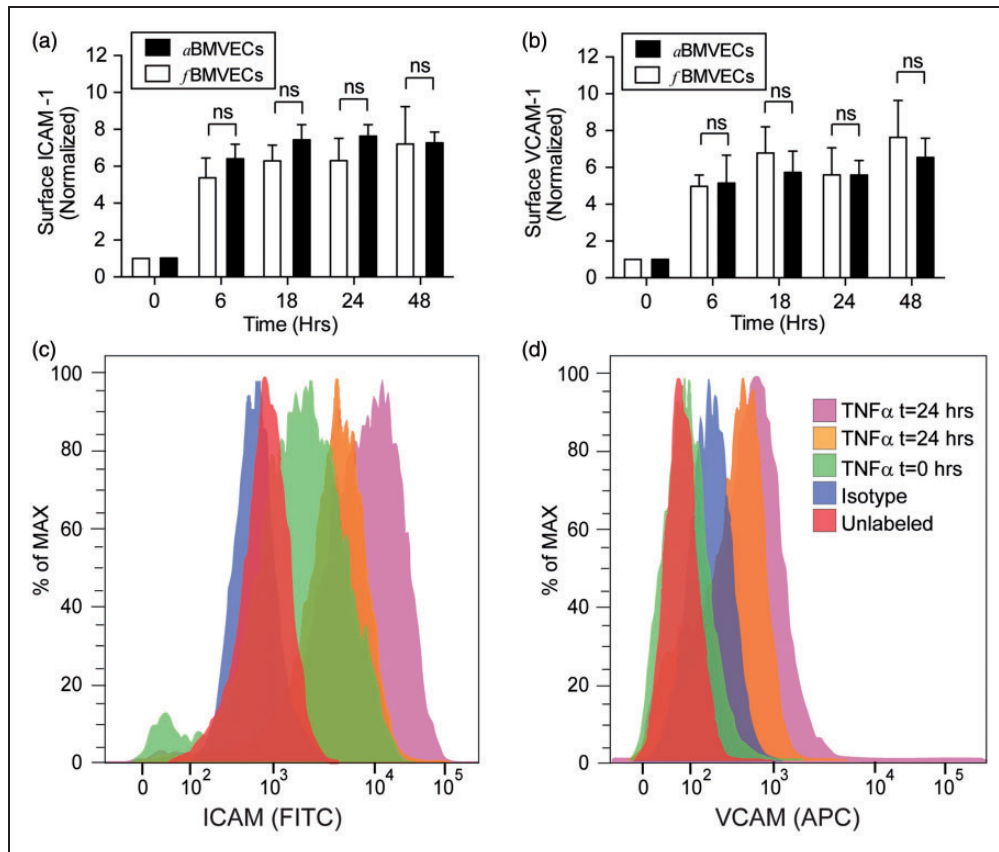 (a)
aBMVECs
fBMVECs
Surface ICAM -1
(Normalized)
12
10
8
6
4
2
0
ns
ns
ns
ns
0 6 18 24 48
Time (Hrs)
(b)
aBMVECs
fBMVECs
Surface VCAM-1
(Normalized)
12
10
8
6
4
2
0
ns
ns
ns
ns
0 6 18 24 48
Time (Hrs)
(c)
% of MAX
100
80
60
40
20
0
0 10² 10³ 10⁴ 10⁵
ICAM (FITC)
(d)
% of MAX
100
80
60
40
20
0
TNFα t=24 hrs
TNFα t=24 hrs
TNFα t=0 hrs
Isotype
Unlabeled
0 10² 10³ 10⁴ 10⁵
VCAM (APC)